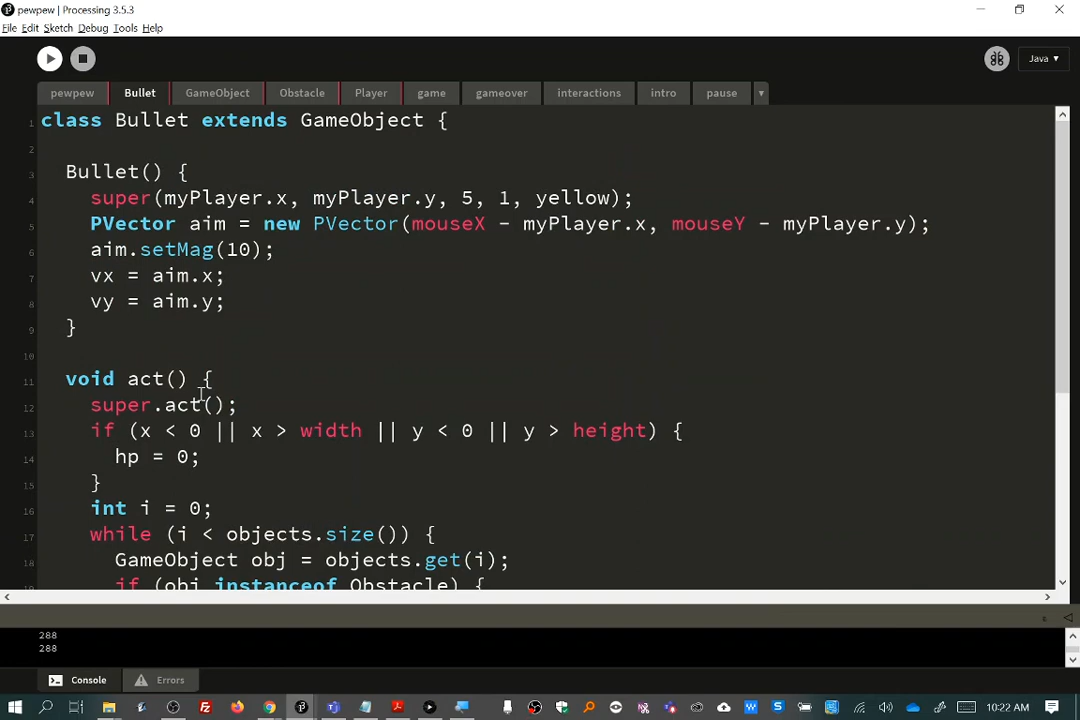 pewpew | Processing 3.5.3
File Edit Sketch Debug Tools Help
Java ▾
pewpew Bullet GameObject Obstacle Player game gameover interactions intro pause
1 class Bullet extends GameObject {
2
3 Bullet() {
4 super(myPlayer.x, myPlayer.y, 5, 1, yellow);
5 PVector aim = new PVector(mouseX - myPlayer.x, mouseY - myPlayer.y);
6 aim.setMag(10);
7 vx = aim.x;
8 vy = aim.y;
9 }
10
11 void act() {
12 super.act();
13 if (x < 0 || x > width || y < 0 || y > height) {
14 hp = 0;
15 }
16 int i = 0;
17 while (i < objects.size()) {
18 GameObject obj = objects.get(i);
if (obj instanceof Obstacle) {
288
288
Console Errors
10:22 AM